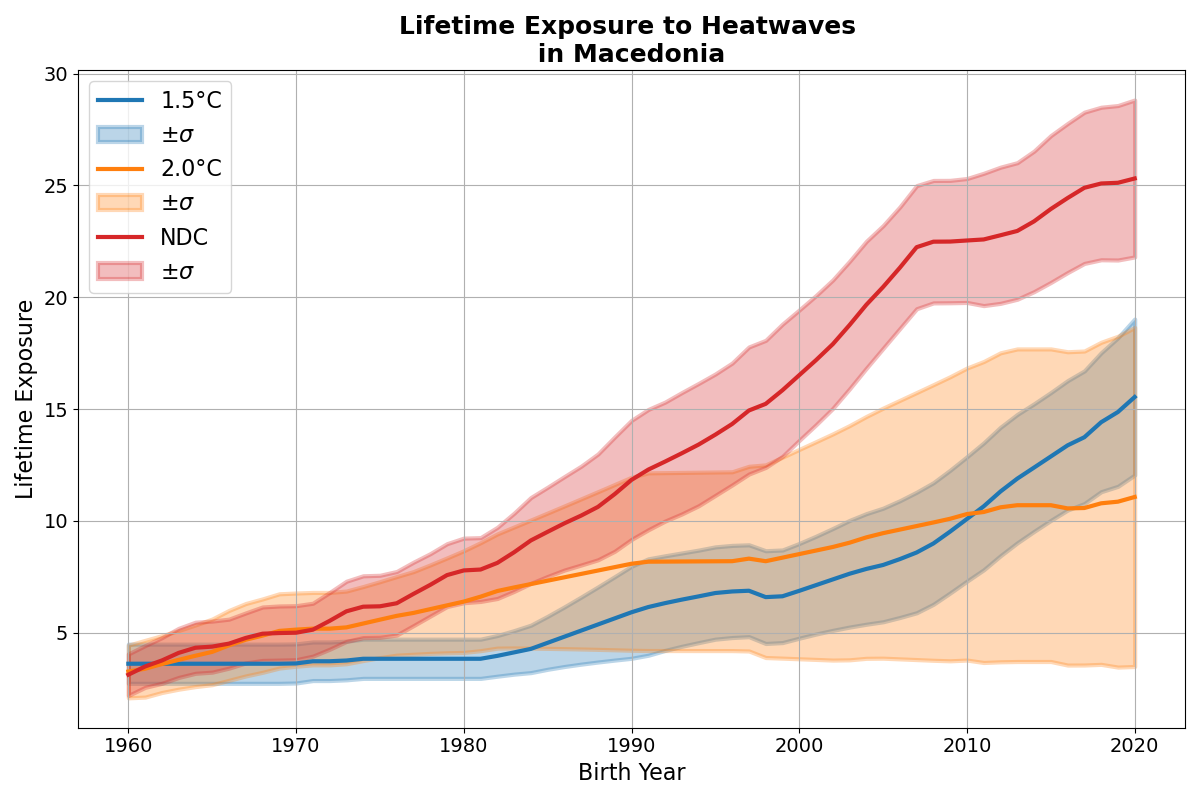 Lifetime Exposure to Heatwaves
in Macedonia
30
25
20
15
10
5
Lifetime Exposure
1.5°C
±σ
2.0°C
±σ
NDC
±σ
1960 1970 1980 1990 2000 2010 2020
Birth Year